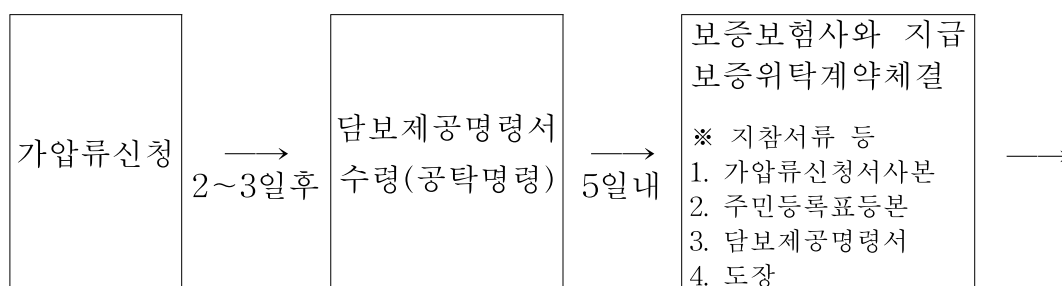 가압류신청
2~3일후
담보제공명령서
수령(공탁명령)
5일내
보증보험사와 지급
보증위탁계약체결
※ 지참서류 등
1. 가압류신청서사본
2. 주민등록표등본
3. 담보제공명령서
4. 도장